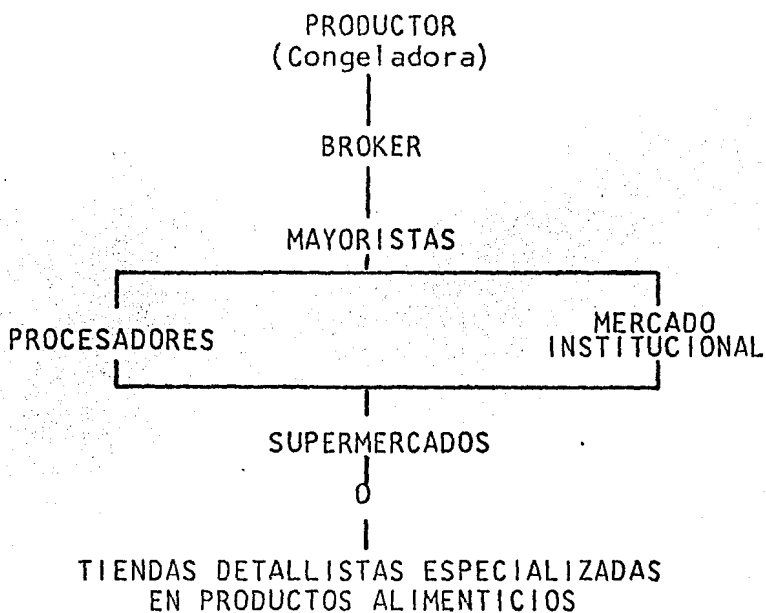 PRODUCTOR
(Congeladora)
BROKER
MAYORISTAS
PROCESADORES
MERCADO
INSTITUCIONAL
SUPERMERCADOS
O
TIENDAS DETALLISTAS ESPECIALIZADAS
EN PRODUCTOS ALIMENTICIOS